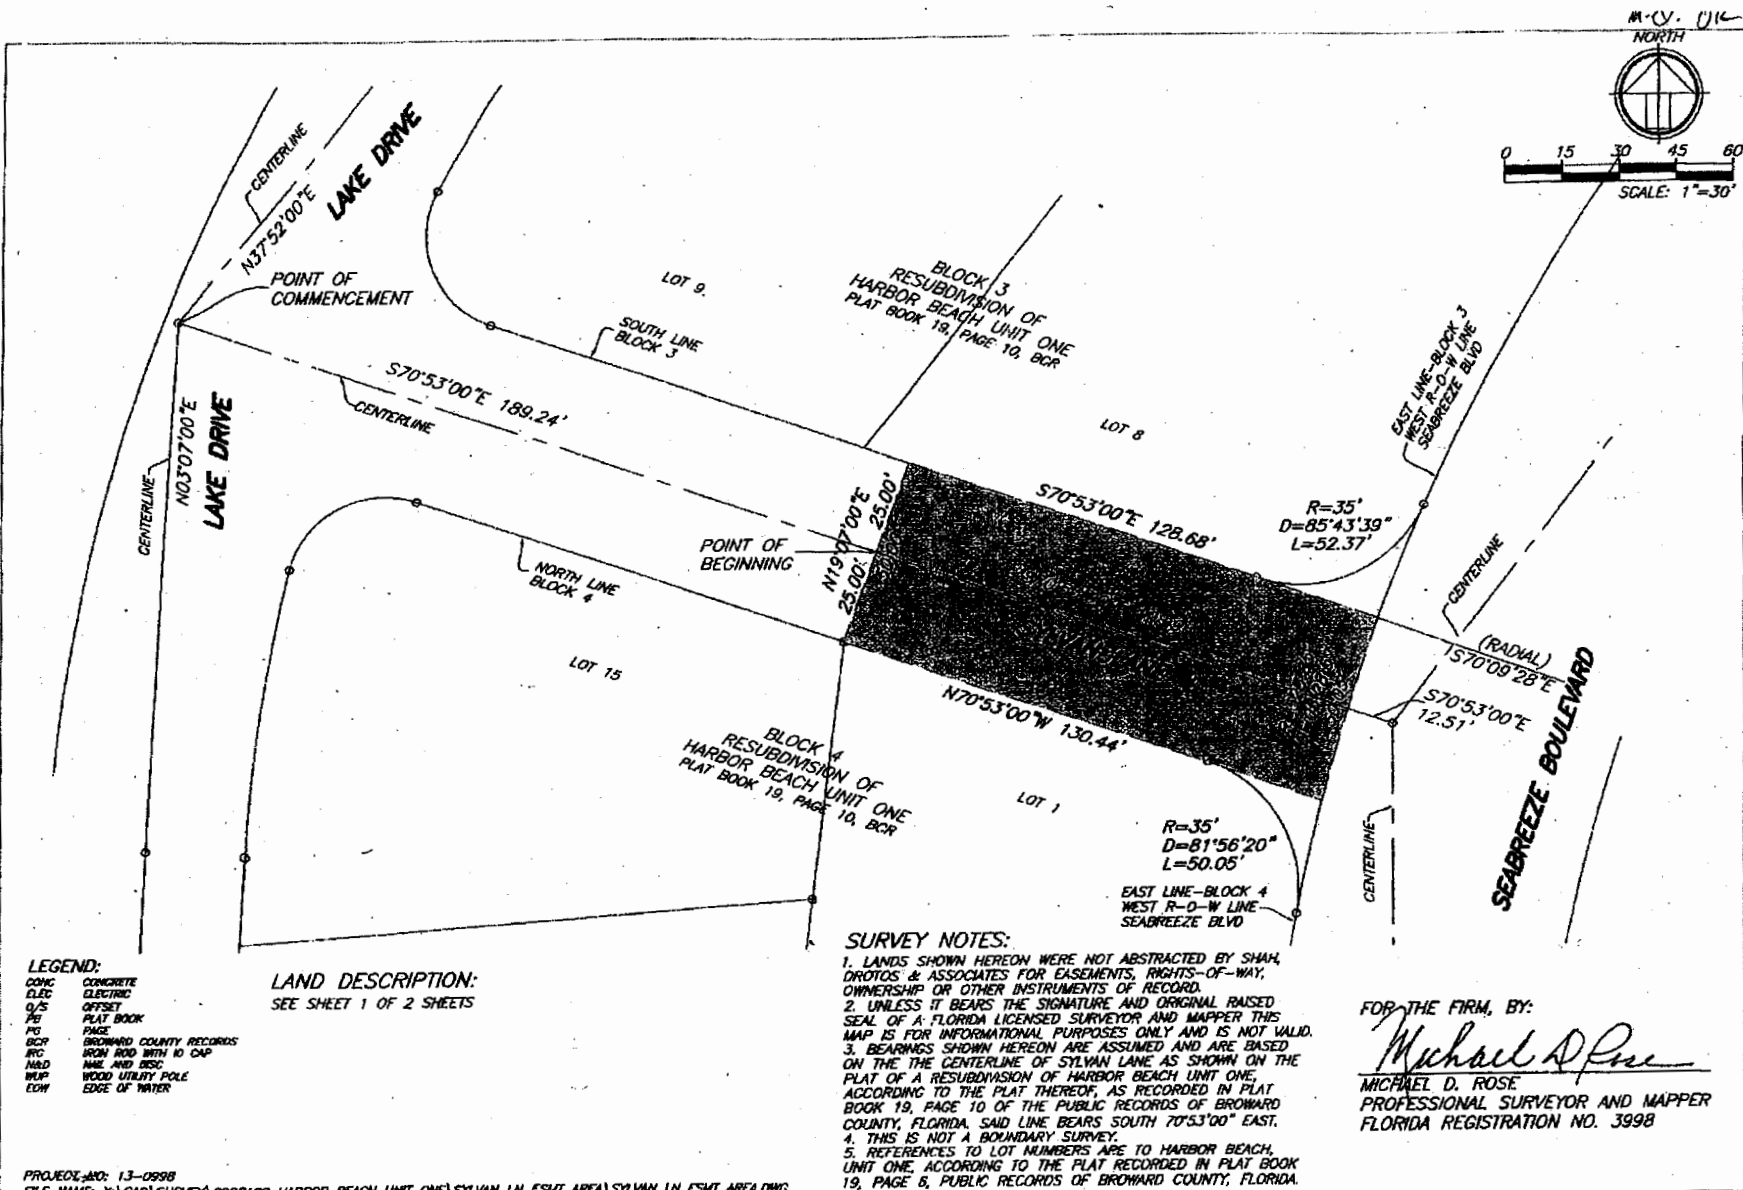 NORTH
0 15 30 45 60
SCALE: 1"=30'
CENTERLINE
LAKE DRIVE
N37°52'00"E
POINT OF
COMMENCEMENT
LOT 9.
SOUTH LINE
BLOCK 3
BLOCK 3
RESUBDIVISION OF
HARBOR BEACH UNIT ONE
PLAT BOOK 19, PAGE 10, BCR
S70°53'00"E 189.24'
CENTERLINE
LOT 8
EAST LINE-BLOCK 3
WEST R-O-W LINE
SEABREEZE BLVD
N03°07'00"E
LAKE DRIVE
CENTERLINE
NORTH LINE
BLOCK 4
POINT OF
BEGINNING
N19°07'00"E
25.00'
25.00'
S70°53'00"E 128.68'
R=35'
D=85°43'39"
L=52.37'
CENTERLINE
(RADIAL)
S70°09'28"E
S70°53'00"E
12.51'
SEABREEZE BOULEVARD
LOT 15
N70°53'00"W 130.44'
BLOCK 4
RESUBDIVISION OF
HARBOR BEACH UNIT ONE
PLAT BOOK 19, PAGE 10, BCR
LOT 1
R=35'
D=81°56'20"
L=50.05'
CENTERLINE
EAST LINE-BLOCK 4
WEST R-O-W LINE
SEABREEZE BLVD
LEGEND:
CONC CONCRETE
ELEC ELECTRIC
O/S OFFSET
PB PLAT BOOK
PG PAGE
BCR BROWARD COUNTY RECORDS
IRC IRON ROD WITH ID CAP
N&D NAIL AND DISC
WUP WOOD UTILITY POLE
EOW EDGE OF WATER
LAND DESCRIPTION:
SEE SHEET 1 OF 2 SHEETS
SURVEY NOTES:
1. LANDS SHOWN HEREON WERE NOT ABSTRACTED BY SHAH,
DROTOS & ASSOCIATES FOR EASEMENTS, RIGHTS-OF-WAY,
OWNERSHIP OR OTHER INSTRUMENTS OF RECORD.
2. UNLESS IT BEARS THE SIGNATURE AND ORIGINAL RAISED
SEAL OF A FLORIDA LICENSED SURVEYOR AND MAPPER THIS
MAP IS FOR INFORMATIONAL PURPOSES ONLY AND IS NOT VALID.
3. BEARINGS SHOWN HEREON ARE ASSUMED AND ARE BASED
ON THE THE CENTERLINE OF SYLVAN LANE AS SHOWN ON THE
PLAT OF A RESUBDIVISION OF HARBOR BEACH UNIT ONE,
ACCORDING TO THE PLAT THEREOF, AS RECORDED IN PLAT
BOOK 19, PAGE 10 OF THE PUBLIC RECORDS OF BROWARD
COUNTY, FLORIDA. SAID LINE BEARS SOUTH 70°53'00" EAST.
4. THIS IS NOT A BOUNDARY SURVEY.
5. REFERENCES TO LOT NUMBERS ARE TO HARBOR BEACH,
UNIT ONE, ACCORDING TO THE PLAT RECORDED IN PLAT BOOK
19, PAGE 6, PUBLIC RECORDS OF BROWARD COUNTY, FLORIDA.
FOR THE FIRM, BY:
Michael D Rose
MICHAEL D. ROSE
PROFESSIONAL SURVEYOR AND MAPPER
FLORIDA REGISTRATION NO. 3998
PROJECT NO: 13-0998